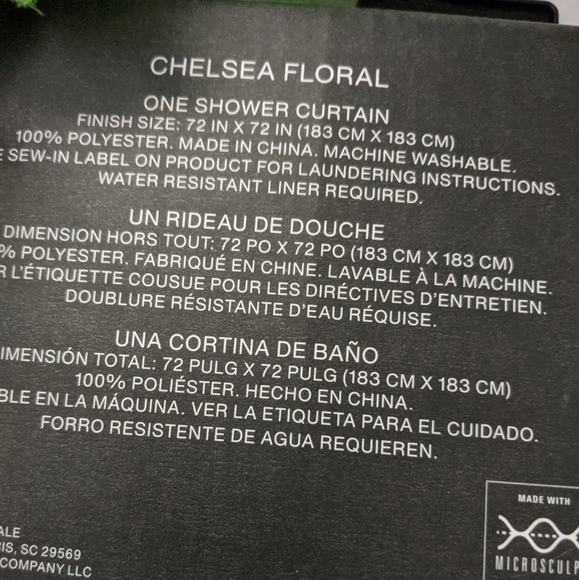 CHELSEA FLORAL
ONE SHOWER CURTAIN
FINISH SIZE: 72 IN X 72 IN (183 CM X 183 CM)
100% POLYESTER. MADE IN CHINA. MACHINE WASHABLE.
SEW-IN LABEL ON PRODUCT FOR LAUNDERING INSTRUCTIONS.
WATER RESISTANT LINER REQUIRED.
UN RIDEAU DE DOUCHE
DIMENSION HORS TOUT: 72 PO X 72 PO (183 CM X 183 CM)
% POLYESTER. FABRIQUÉ EN CHINE. LAVABLE À LA MACHINE.
R L'ÉTIQUETTE COUSUE POUR LES DIRÉCTIVES D'ENTRETIEN.
DOUBLURE RÉSISTANTE D'EAU RÉQUISE.
UNA CORTINA DE BAÑO
IMENSIÓN TOTAL: 72 PULG X 72 PULG (183 CM X 183 CM)
100% POLIÉSTER. HECHO EN CHINA.
BLE EN LA MÁQUINA. VER LA ETIQUETA PARA EL CUIDADO.
FORRO RESISTENTE DE AGUA REQUIEREN.
ALE
IS, SC 29569
COMPANY LLC
MADE WITH
MICROSCULP